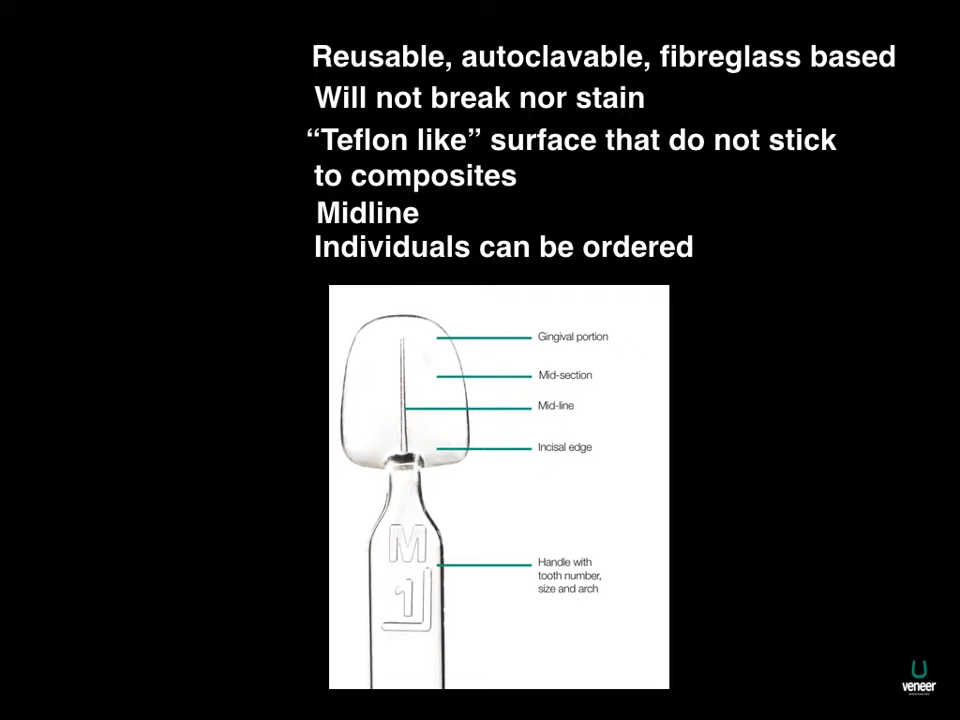 Reusable, autoclavable, fibreglass based
Will not break nor stain
“Teflon like” surface that do not stick
to composites
Midline
Individuals can be ordered
Gingival portion
Mid-section
Mid-line
Incisal edge
M
1
Handle with
tooth number,
size and arch
veneer